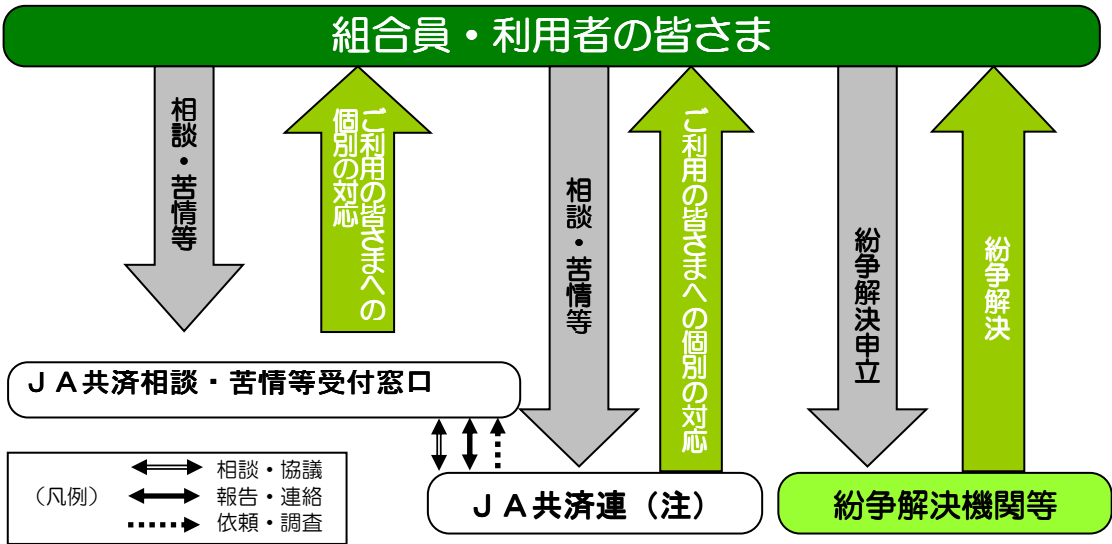 組合員・利用者の皆さま
相談・苦情等
ご利用の皆さまへの
個別の対応
相談・苦情等
ご利用の皆さまへの個別の対応
紛争解決申立
紛争解決
ＪＡ共済相談・苦情等受付窓口
（凡例）
相談・協議
報告・連絡
依頼・調査
ＪＡ共済連（注）
紛争解決機関等